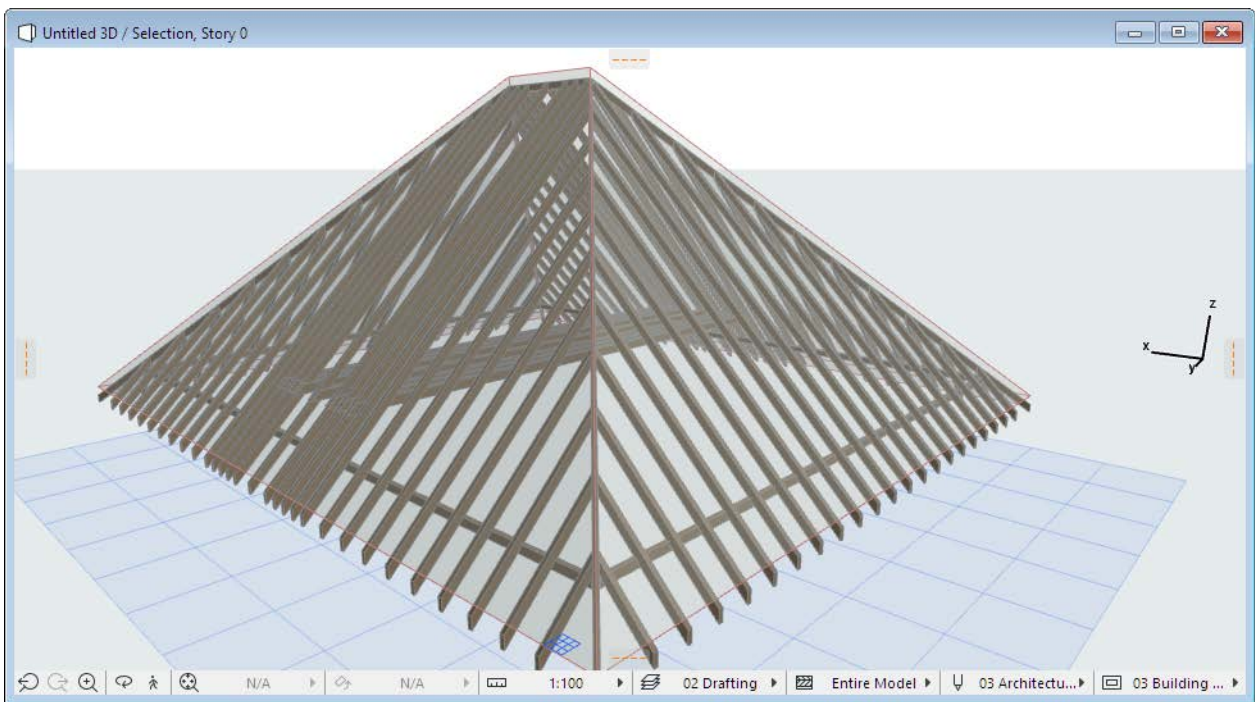 Untitled 3D / Selection, Story 0
z
x
y
N/A N/A 1:100 02 Drafting Entire Model 03 Architectu... 03 Building ...